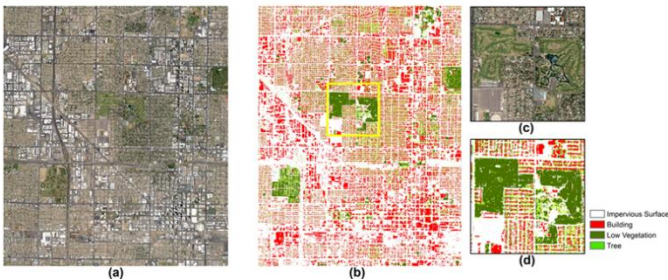 (a)
(b)
(c)
(d)
Impervious Surface
Building
Low Vegetation
Tree